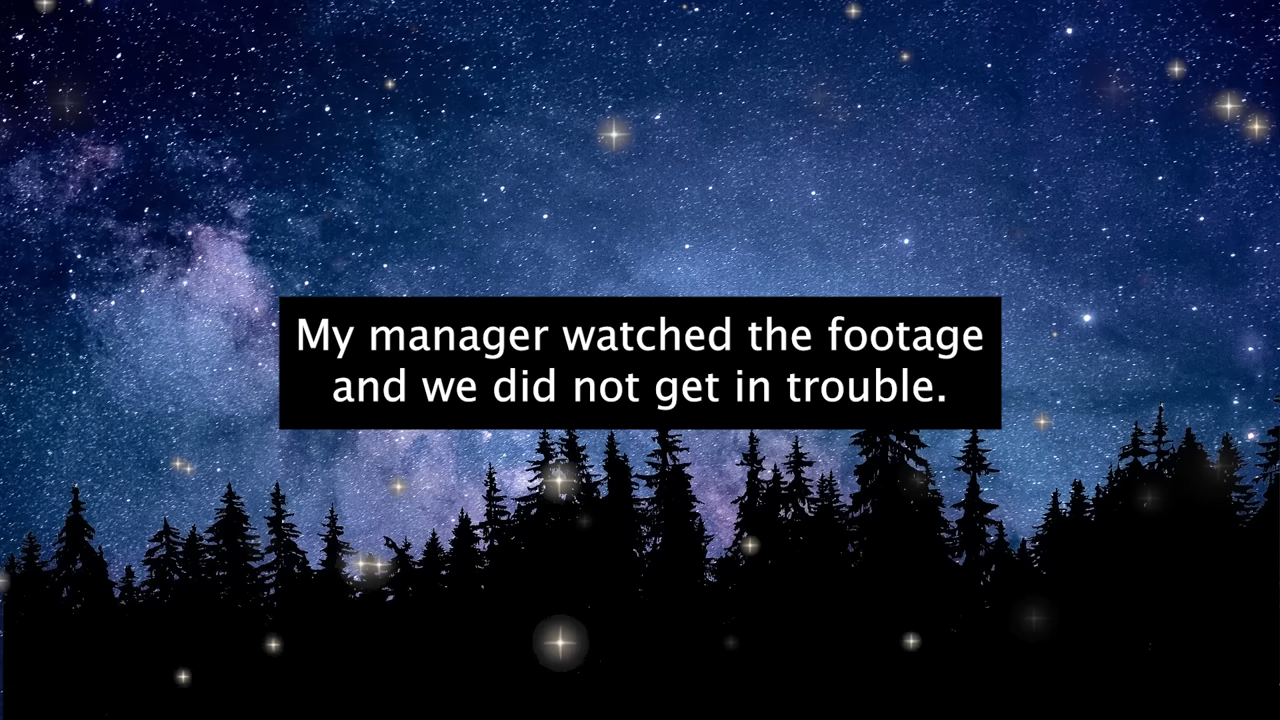 My manager watched the footage
and we did not get in trouble.